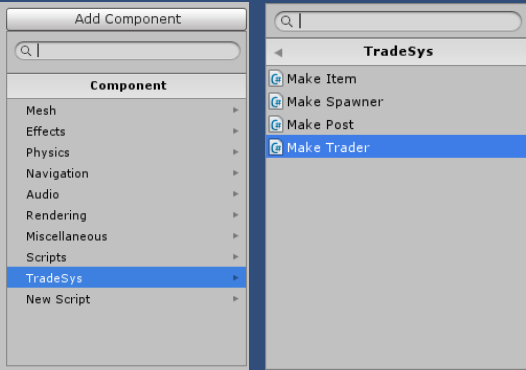 Add Component
Component
Mesh
Effects
Physics
Navigation
Audio
Rendering
Miscellaneous
Scripts
TradeSys
New Script
TradeSys
Make Item
Make Spawner
Make Post
Make Trader